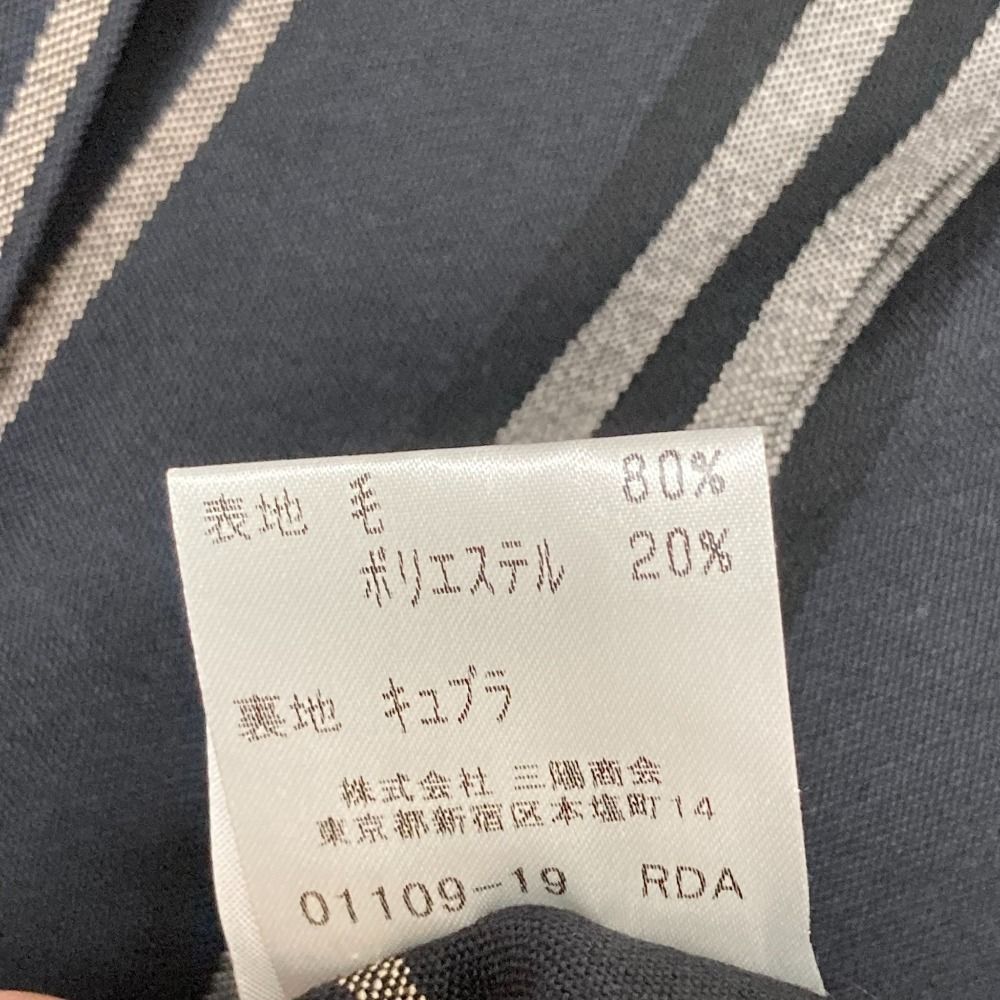 表地 毛 80%
ポリエステル 20%
裏地 キュプラ
株式会社 三陽商会
東京都新宿区本塩町14
01109-19 RDA